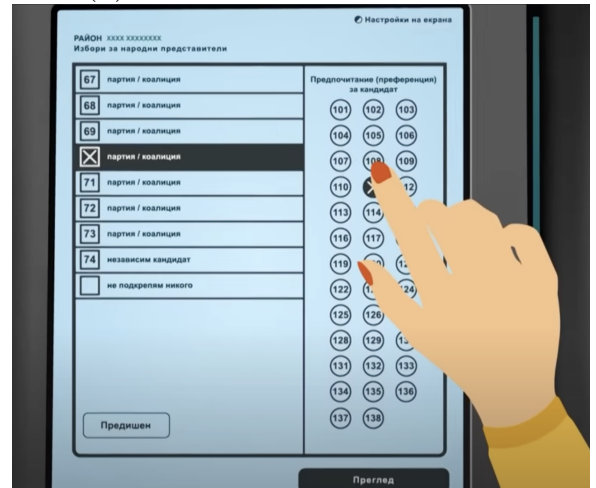 Настройки на екрана
РАЙОН XXXX XXXXXXXX
Избори за народни представители
67 партия / коалиция
68 партия / коалиция
69 партия / коалиция
партия / коалиция
71 партия / коалиция
72 партия / коалиция
73 партия / коалиция
74 независим кандидат
не подкрепям никого
Предишен
Предпочитание (преференция)
за кандидат
101 102 103
104 105 106
107 108 109
110
113 114
116 117
119
122
125 126
128 129
131 132 133
134 135 136
137 138
Преглед